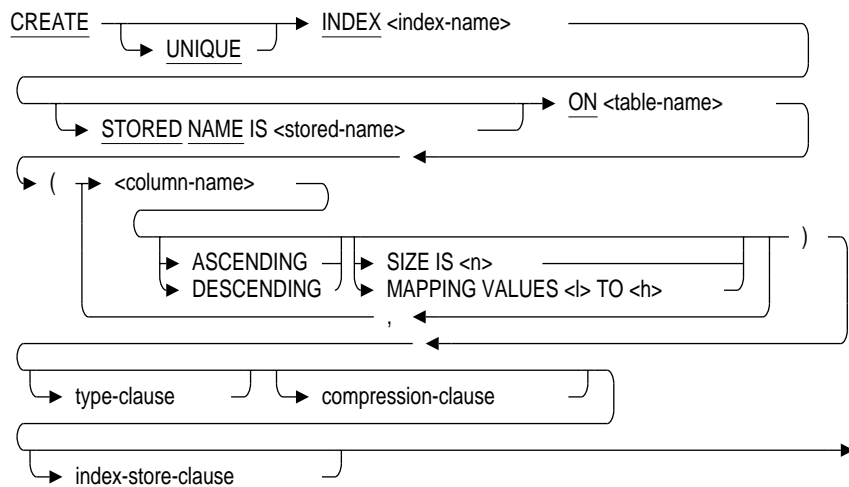 CREATE INDEX <index-name>
UNIQUE
ON <table-name>
STORED NAME IS <stored-name>
( <column-name>
)
ASCENDING SIZE IS <n>
DESCENDING MAPPING VALUES <l> TO <h>
,
type-clause compression-clause
index-store-clause